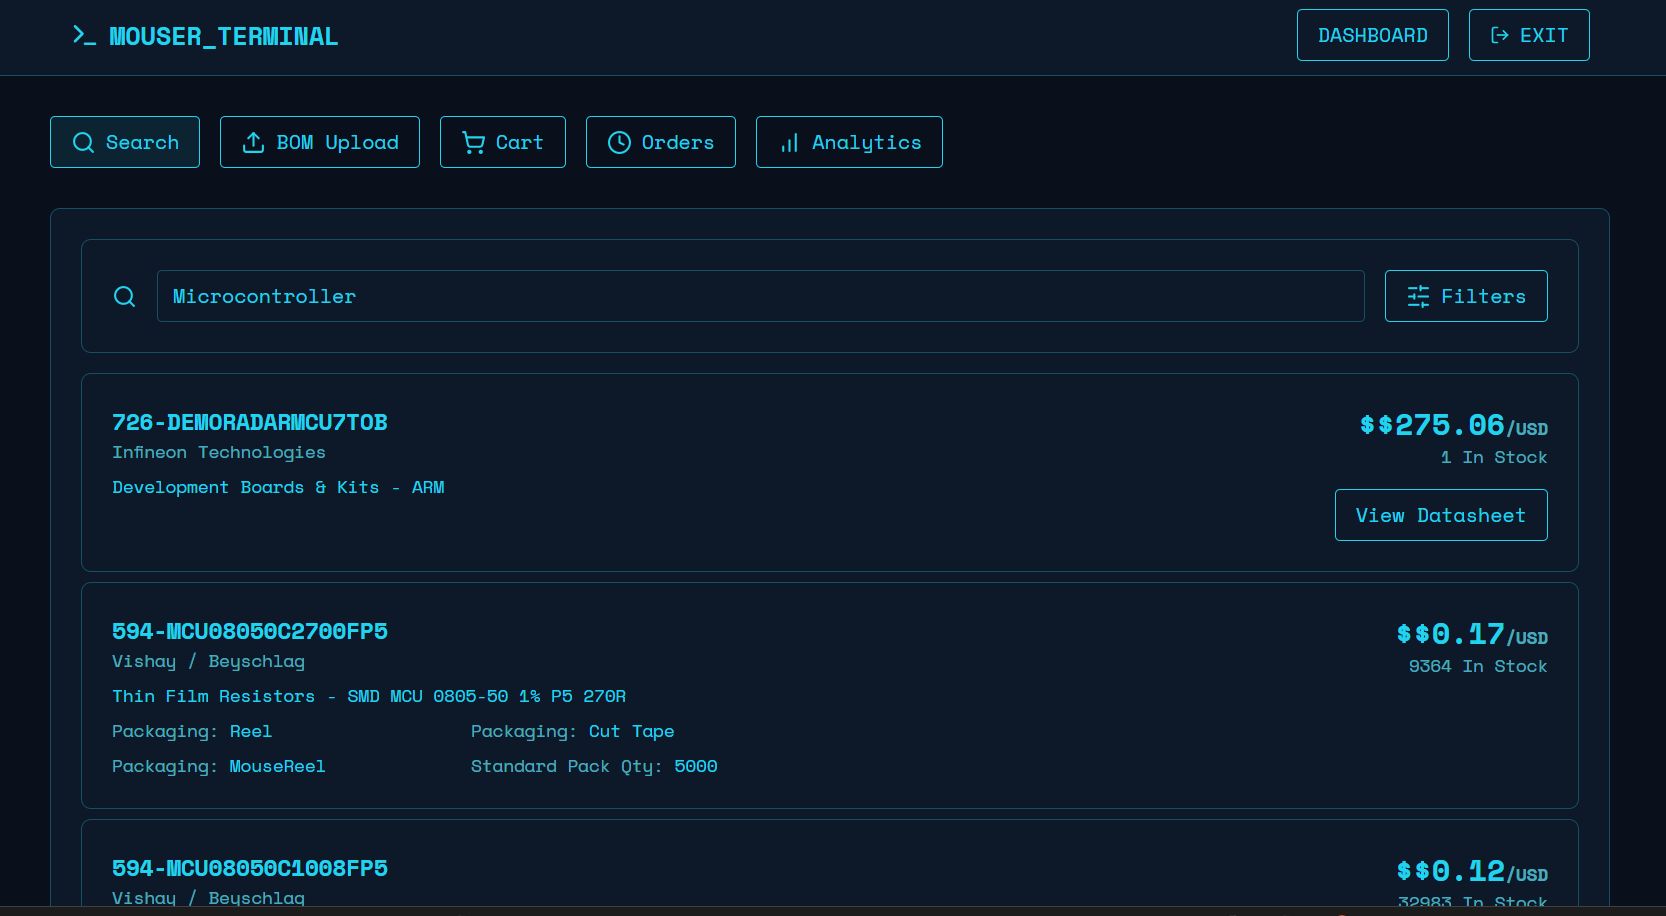 MOUSER_TERMINAL
DASHBOARD
EXIT
Search
BOM Upload
Cart
Orders
Analytics
Microcontroller
Filters
726-DEMORADARMCU7TOB
$$275.06/USD
Infineon Technologies
1 In Stock
Development Boards & Kits - ARM
View Datasheet
594-MCU08050C2700FP5
$$0.17/USD
Vishay / Beyschlag
9364 In Stock
Thin Film Resistors - SMD MCU 0805-50 1% P5 270R
Packaging: Reel
Packaging: Cut Tape
Packaging: MouseReel
Standard Pack Qty: 5000
594-MCU08050C1008FP5
$$0.12/USD
Vishay / Beyschlag
32983 In Stock